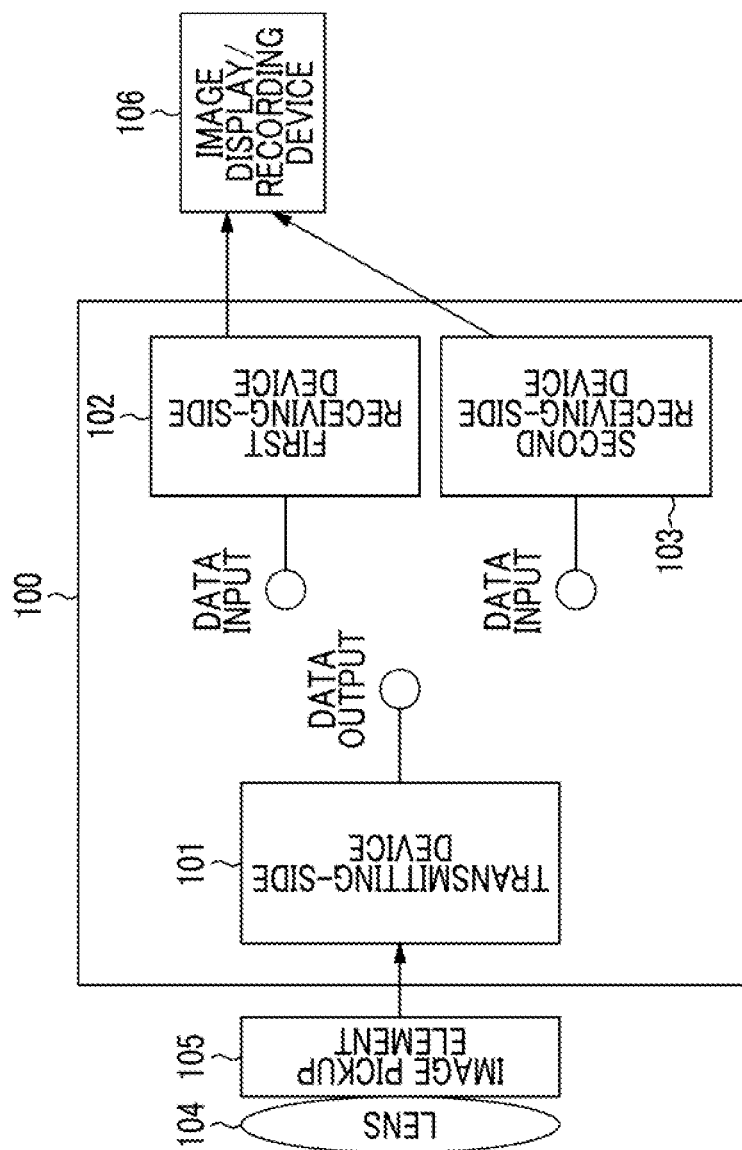 100
104
LENS
105
IMAGE PICKUP
ELEMENT
101
TRANSMITTING-SIDE
DEVICE
DATA
OUTPUT
DATA
INPUT
102
FIRST
RECEIVING-SIDE
DEVICE
DATA
INPUT
103
SECOND
RECEIVING-SIDE
DEVICE
106
IMAGE
DISPLAY/
RECORDING
DEVICE